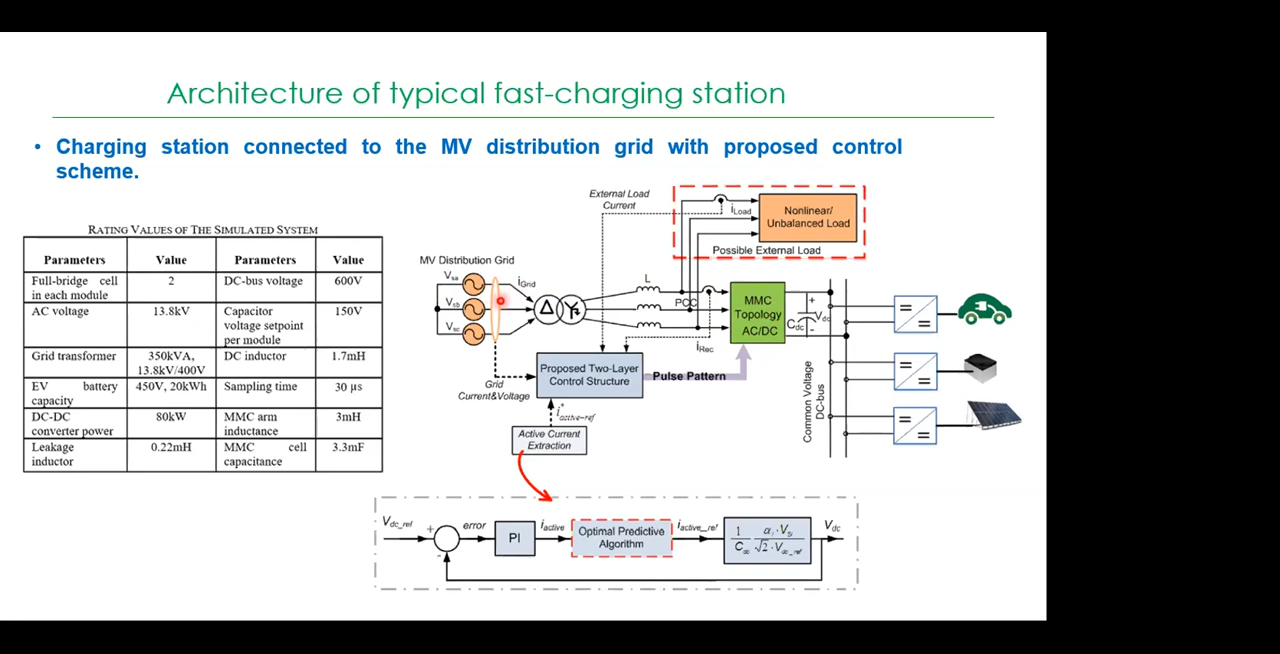 Architecture of typical fast-charging station
• Charging station connected to the MV distribution grid with proposed control
scheme.
RATING VALUES OF THE SIMULATED SYSTEM
Parameters Value Parameters Value
Full-bridge cell in each module 2 DC-bus voltage 600V
AC voltage 13.8kV Capacitor voltage setpoint per module 150V
Grid transformer 350kVA, 13.8kV/400V DC inductor 1.7mH
EV battery capacity 450V, 20kWh Sampling time 30 µs
DC-DC converter power 80kW MMC arm inductance 3mH
Leakage inductor 0.22mH MMC cell capacitance 3.3mF
External Load
Current
iLoad
Nonlinear/
Unbalanced Load
Possible External Load
MV Distribution Grid
Vsa
Vsb
Vsc
iGrid
Δ
L
PCC
iRec
MMC
Topology
AC/DC
+
Cdc
Vdc
-
Common Voltage
DC-bus
Grid
Current&Voltage
Proposed Two-Layer
Control Structure
Pulse Pattern
i*active-ref
Active Current
Extraction
Vdc_ref
+
-
error
PI
iactive
Optimal Predictive
Algorithm
iactive_ref
Vdc